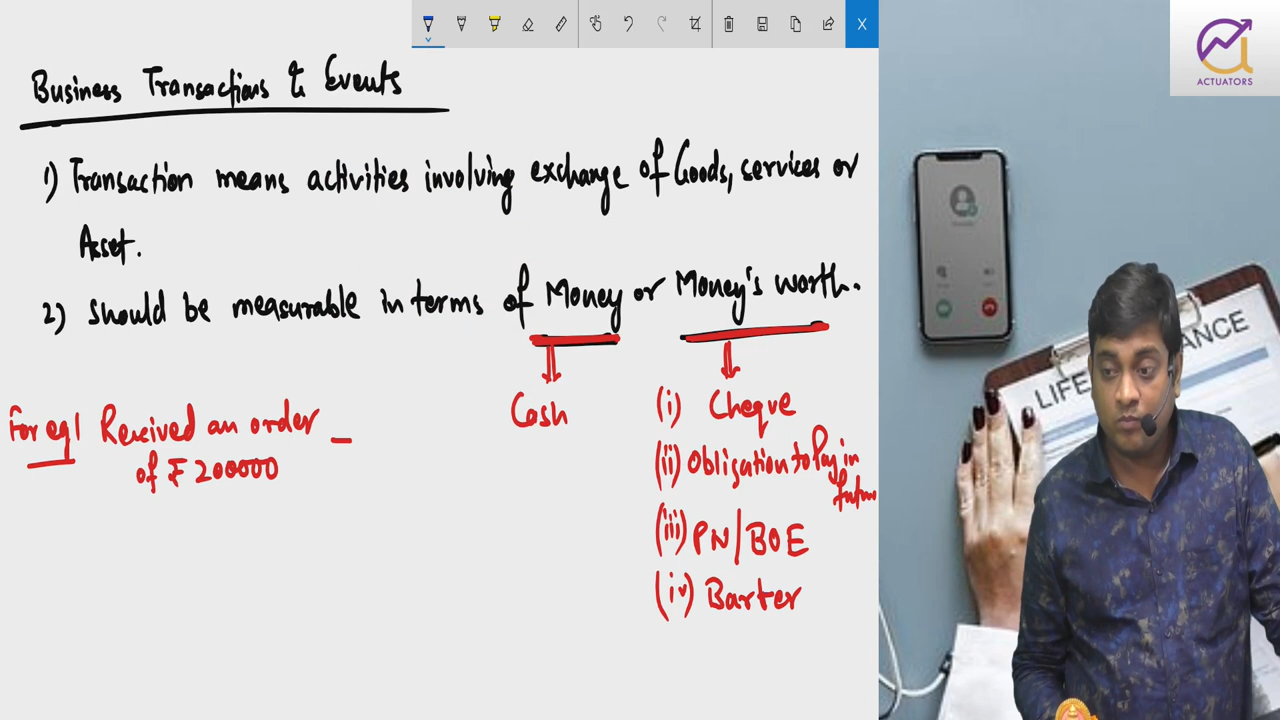 Business Transactions & Events
1) Transaction means activities involving exchange of Goods, services or
Asset.
2) Should be measurable in terms of Money or Money's worth.
Cash
(i) Cheque
(ii) Obligation to Pay in
future
(iii) PN/BOE
(iv) Barter
For eg1 Received an order _
of ₹ 200000
ACTUATORS
LIFE
ANCE
X